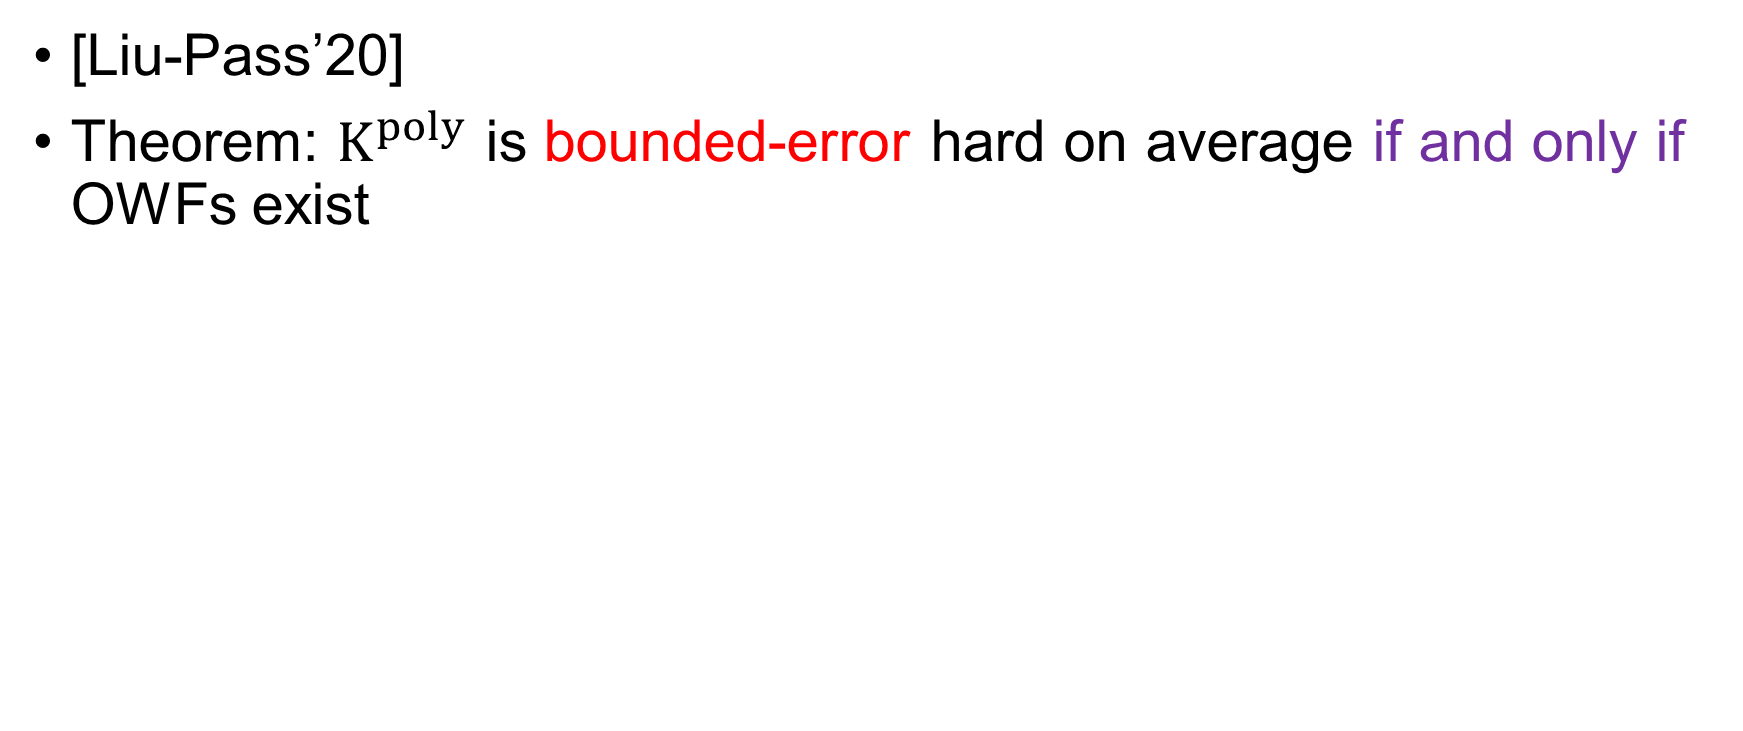 • [Liu-Pass’20]
• Theorem: K^poly is bounded-error hard on average if and only if
OWFs exist